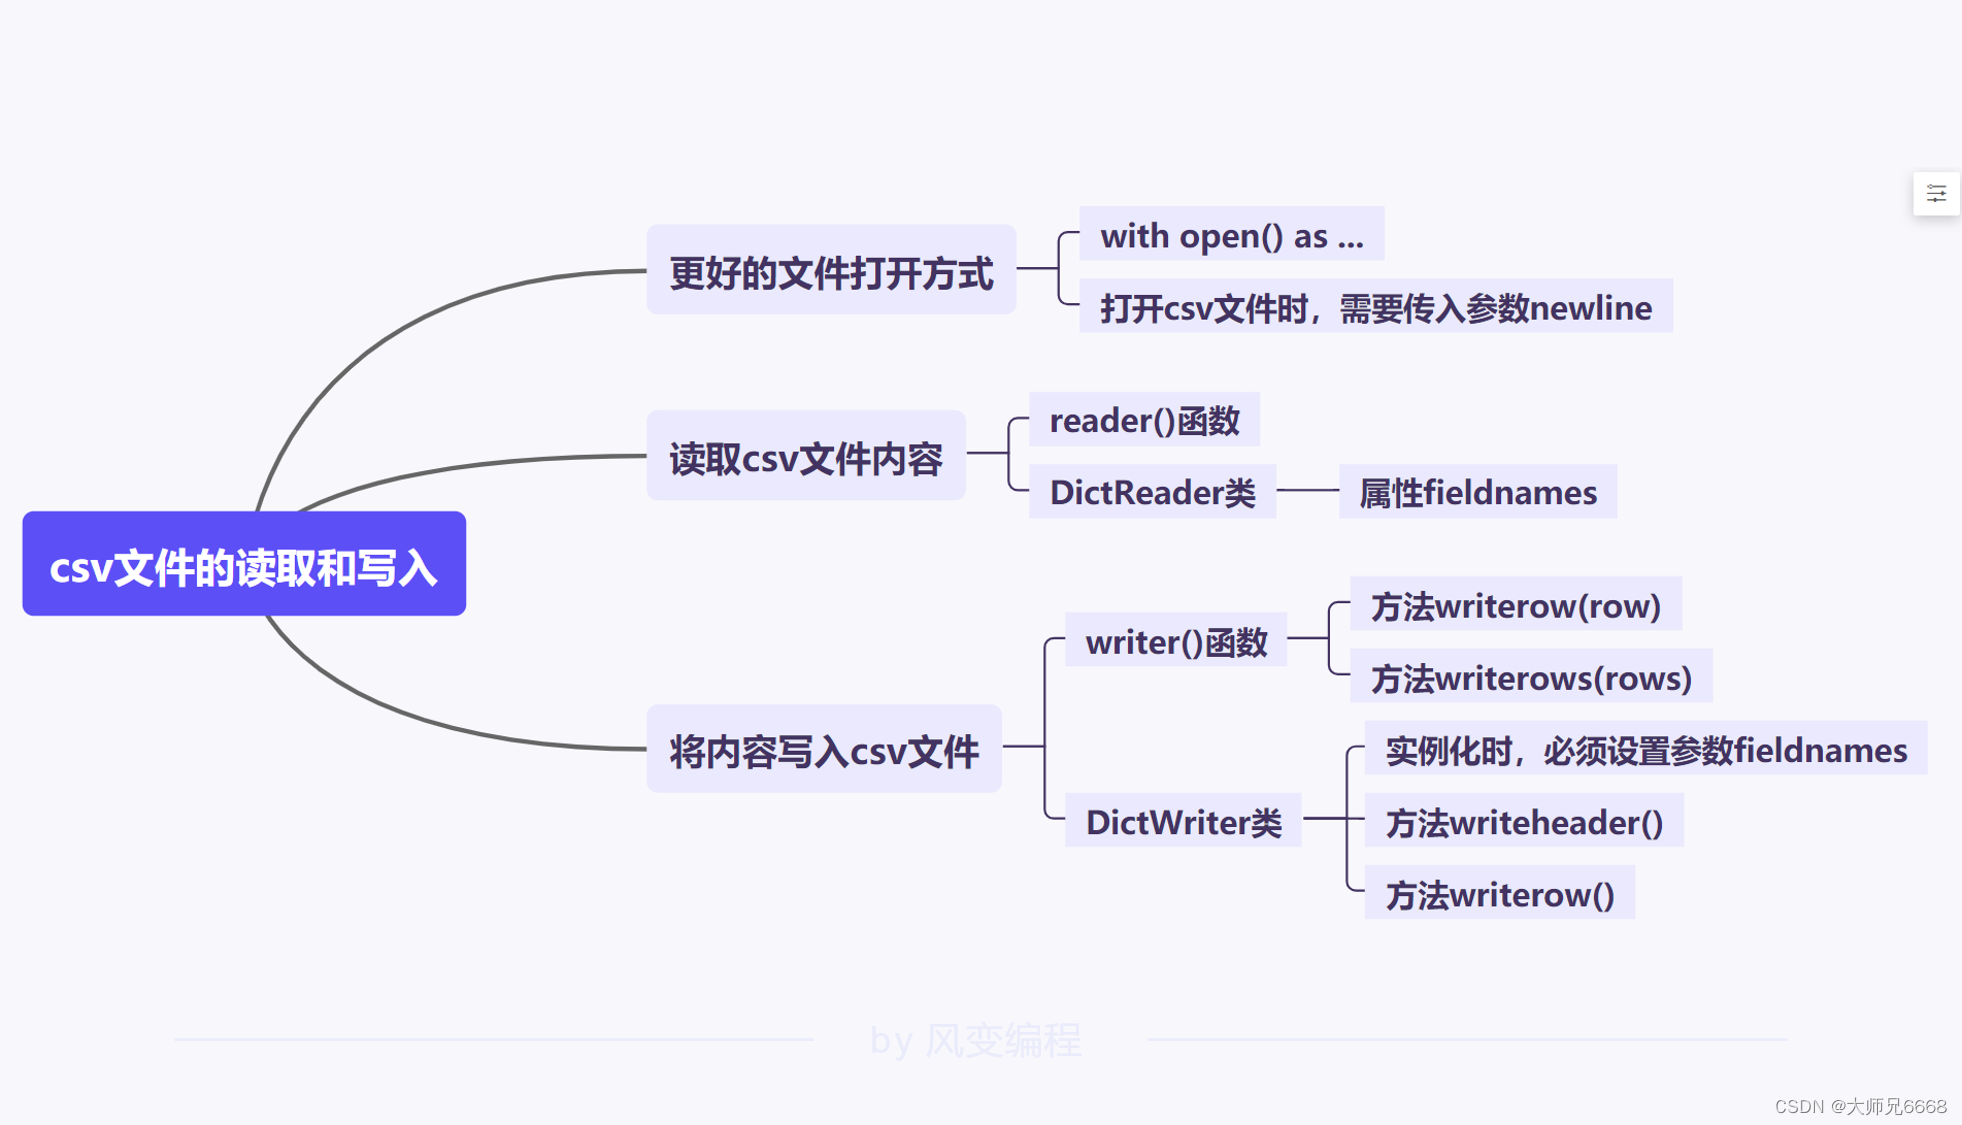 csv文件的读取和写入
更好的文件打开方式
with open() as ...
打开csv文件时，需要传入参数newline
读取csv文件内容
reader()函数
DictReader类
属性fieldnames
将内容写入csv文件
writer()函数
方法writerow(row)
方法writerows(rows)
DictWriter类
实例化时，必须设置参数fieldnames
方法writeheader()
方法writerow()
by 风变编程
CSDN @大师兄6668